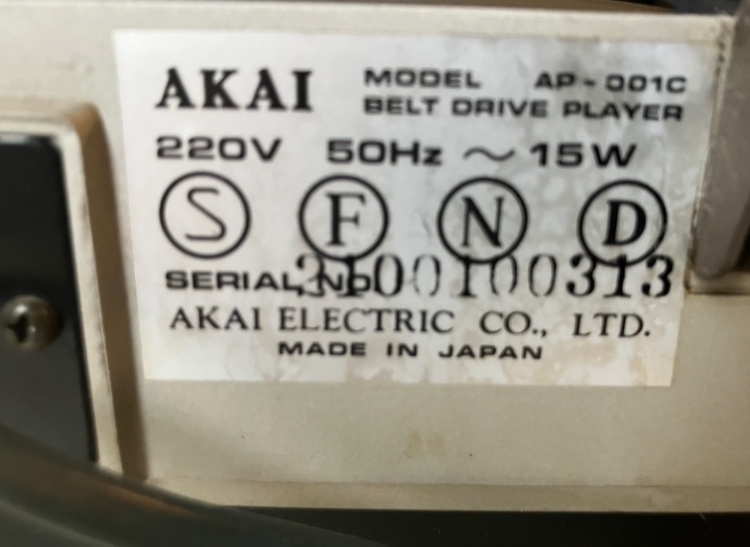 AKAI MODEL AP-001C
BELT DRIVE PLAYER
220V 50Hz ~ 15W
S F N D
SERIAL NO 3100100313
AKAI ELECTRIC CO., LTD.
MADE IN JAPAN